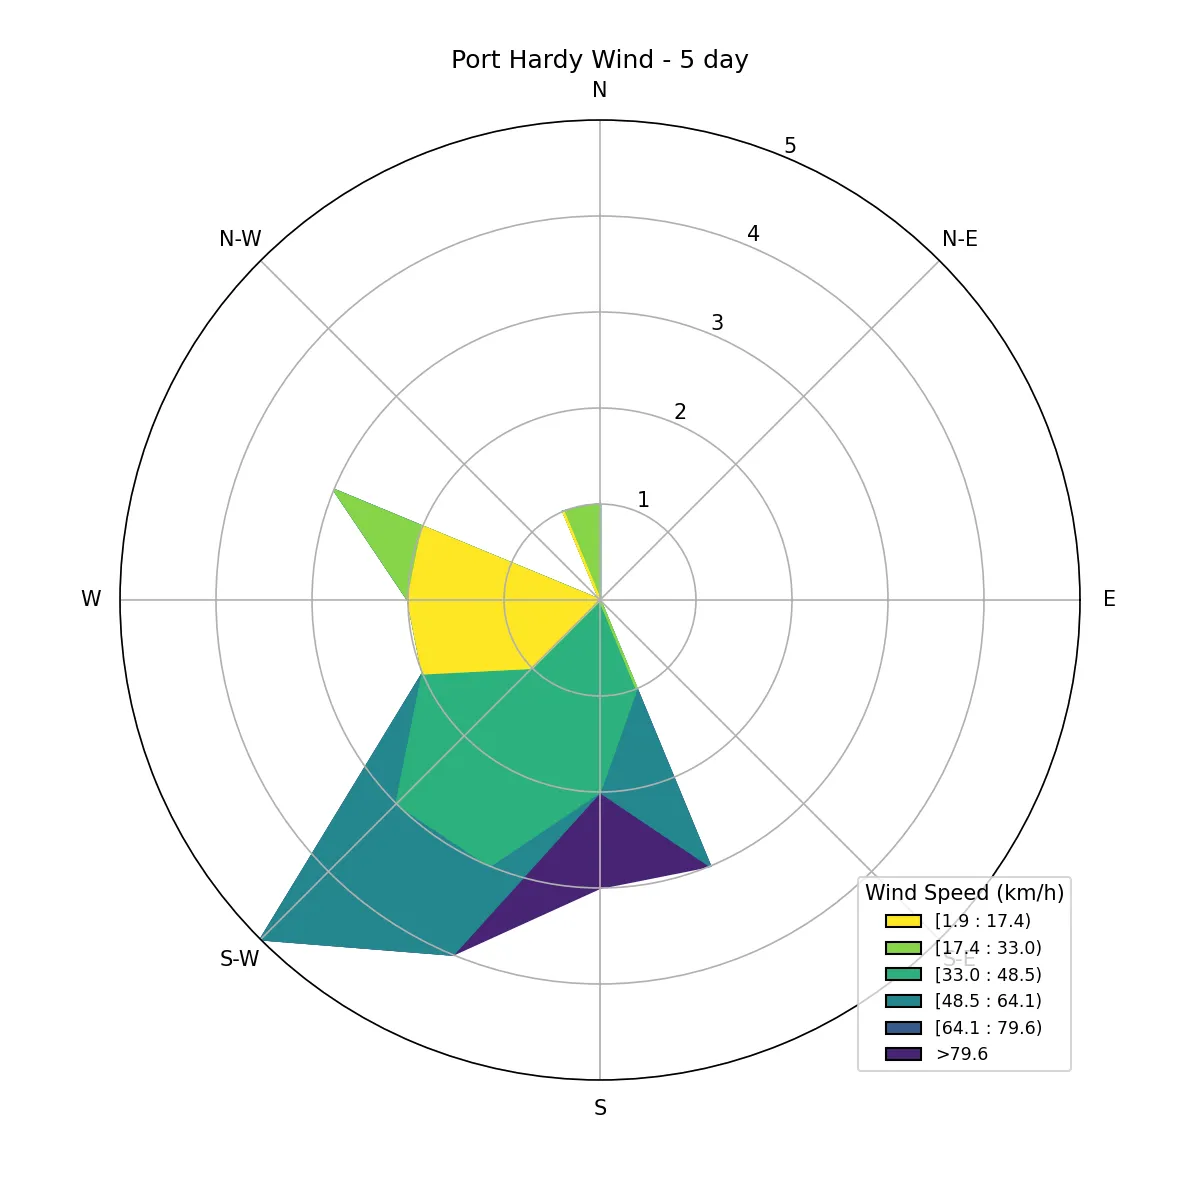 Port Hardy Wind - 5 day
N
5
N-W
N-E
4
3
2
1
W
E
Wind Speed (km/h)
[1.9 : 17.4)
[17.4 : 33.0)
S-W
S-E
[33.0 : 48.5)
[48.5 : 64.1)
[64.1 : 79.6)
>79.6
S